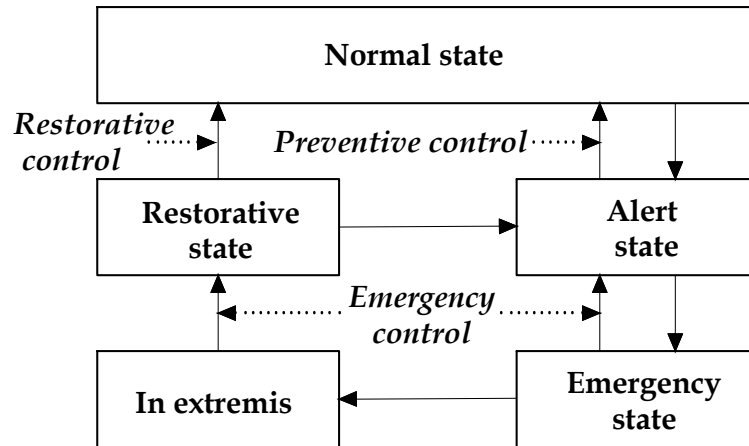 Normal state
Restorative
control
Preventive control
Restorative
state
Alert
state
Emergency
control
In extremis
Emergency
state